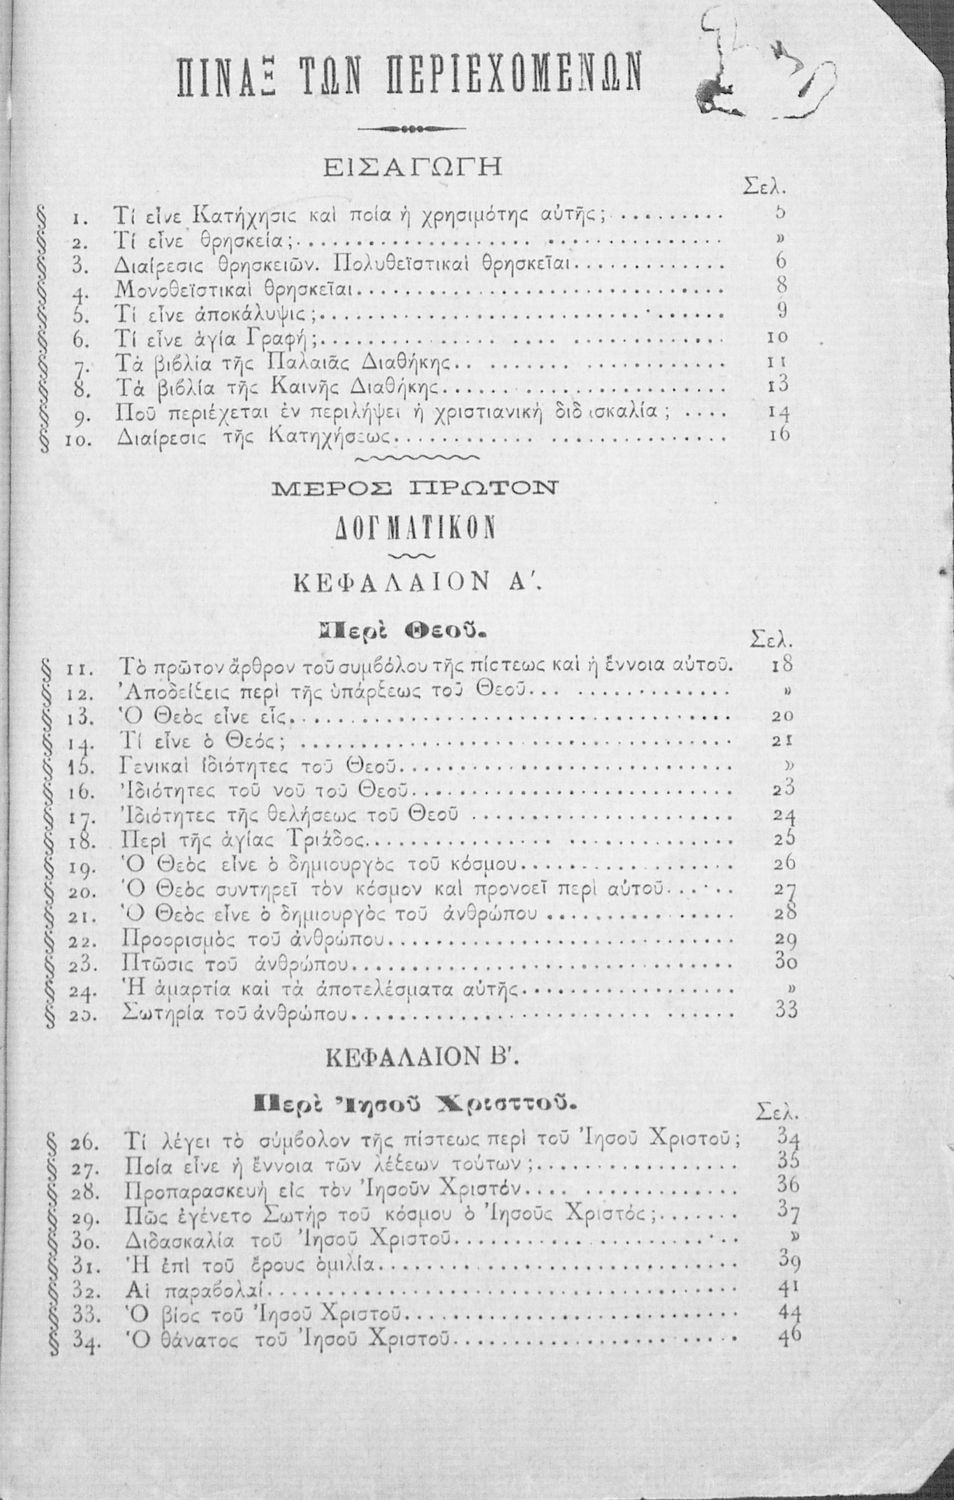 ΠΙΝΑΞ ΤΩΝ ΠΕΡΙΕΧΟΜΕΝΩΝ
ΕΙΣΑΓΩΓΗ
Σελ.
§ 1. Τί εἶνε Κατήχησις καὶ ποία ἡ χρησιμότης αὐτῆς; 5
§ 2. Τί εἶνε θρησκεία; »
§ 3. Διαίρεσις θρησκειῶν. Πολυθεϊστικαὶ θρησκεῖαι 6
§ 4. Μονοθεϊστικαὶ θρησκεῖαι 8
§ 5. Τί εἶνε ἀποκάλυψις; 9
§ 6. Τί εἶνε ἁγία Γραφή; 10
§ 7. Τὰ βιβλία τῆς Παλαιᾶς Διαθήκης 11
§ 8. Τὰ βιβλία τῆς Καινῆς Διαθήκης 13
§ 9. Ποῦ περιέχεται ἐν περιλήψει ἡ χριστιανικὴ διδασκαλία; 14
§ 10. Διαίρεσις τῆς Κατηχήσεως 16
ΜΕΡΟΣ ΠΡΩΤΟΝ
ΔΟΓΜΑΤΙΚΟΝ
ΚΕΦΑΛΑΙΟΝ Α΄.
Περὶ Θεοῦ.
Σελ.
§ 11. Τὸ πρῶτον ἄρθρον τοῦ συμβόλου τῆς πίστεως καὶ ἡ ἔννοια αὐτοῦ. 18
§ 12. Ἀποδείξεις περὶ τῆς ὑπάρξεως τοῦ Θεοῦ »
§ 13. Ὁ Θεὸς εἶνε εἷς 20
§ 14. Τί εἶνε ὁ Θεός; 21
§ 15. Γενικαὶ ἰδιότητες τοῦ Θεοῦ »
§ 16. Ἰδιότητες τοῦ νοῦ τοῦ Θεοῦ 23
§ 17. Ἰδιότητες τῆς θελήσεως τοῦ Θεοῦ 24
§ 18. Περὶ τῆς ἁγίας Τριάδος 25
§ 19. Ὁ Θεὸς εἶνε ὁ δημιουργὸς τοῦ κόσμου 26
§ 20. Ὁ Θεὸς συντηρεῖ τὸν κόσμον καὶ προνοεῖ περὶ αὐτοῦ 27
§ 21. Ὁ Θεὸς εἶνε ὁ δημιουργὸς τοῦ ἀνθρώπου 28
§ 22. Προορισμὸς τοῦ ἀνθρώπου 29
§ 23. Πτῶσις τοῦ ἀνθρώπου 30
§ 24. Ἡ ἁμαρτία καὶ τὰ ἀποτελέσματα αὐτῆς »
§ 25. Σωτηρία τοῦ ἀνθρώπου 33
ΚΕΦΑΛΑΙΟΝ Β΄.
Περὶ Ἰησοῦ Χρισττοῦ.
Σελ.
§ 26. Τί λέγει τὸ σύμβολον τῆς πίστεως περὶ τοῦ Ἰησοῦ Χριστοῦ; 34
§ 27. Ποία εἶνε ἡ ἔννοια τῶν λέξεων τούτων; 35
§ 28. Προπαρασκευὴ εἰς τὸν Ἰησοῦν Χριστόν 36
§ 29. Πῶς ἐγένετο Σωτὴρ τοῦ κόσμου ὁ Ἰησοῦς Χριστός; 37
§ 30. Διδασκαλία τοῦ Ἰησοῦ Χριστοῦ »
§ 31. Ἡ ἐπὶ τοῦ ἔρους ὁμιλία 39
§ 32. Αἱ παραβολαί 41
§ 33. Ὁ βίος τοῦ Ἰησοῦ Χριστοῦ 44
§ 34. Ὁ θάνατος τοῦ Ἰησοῦ Χριστοῦ 46